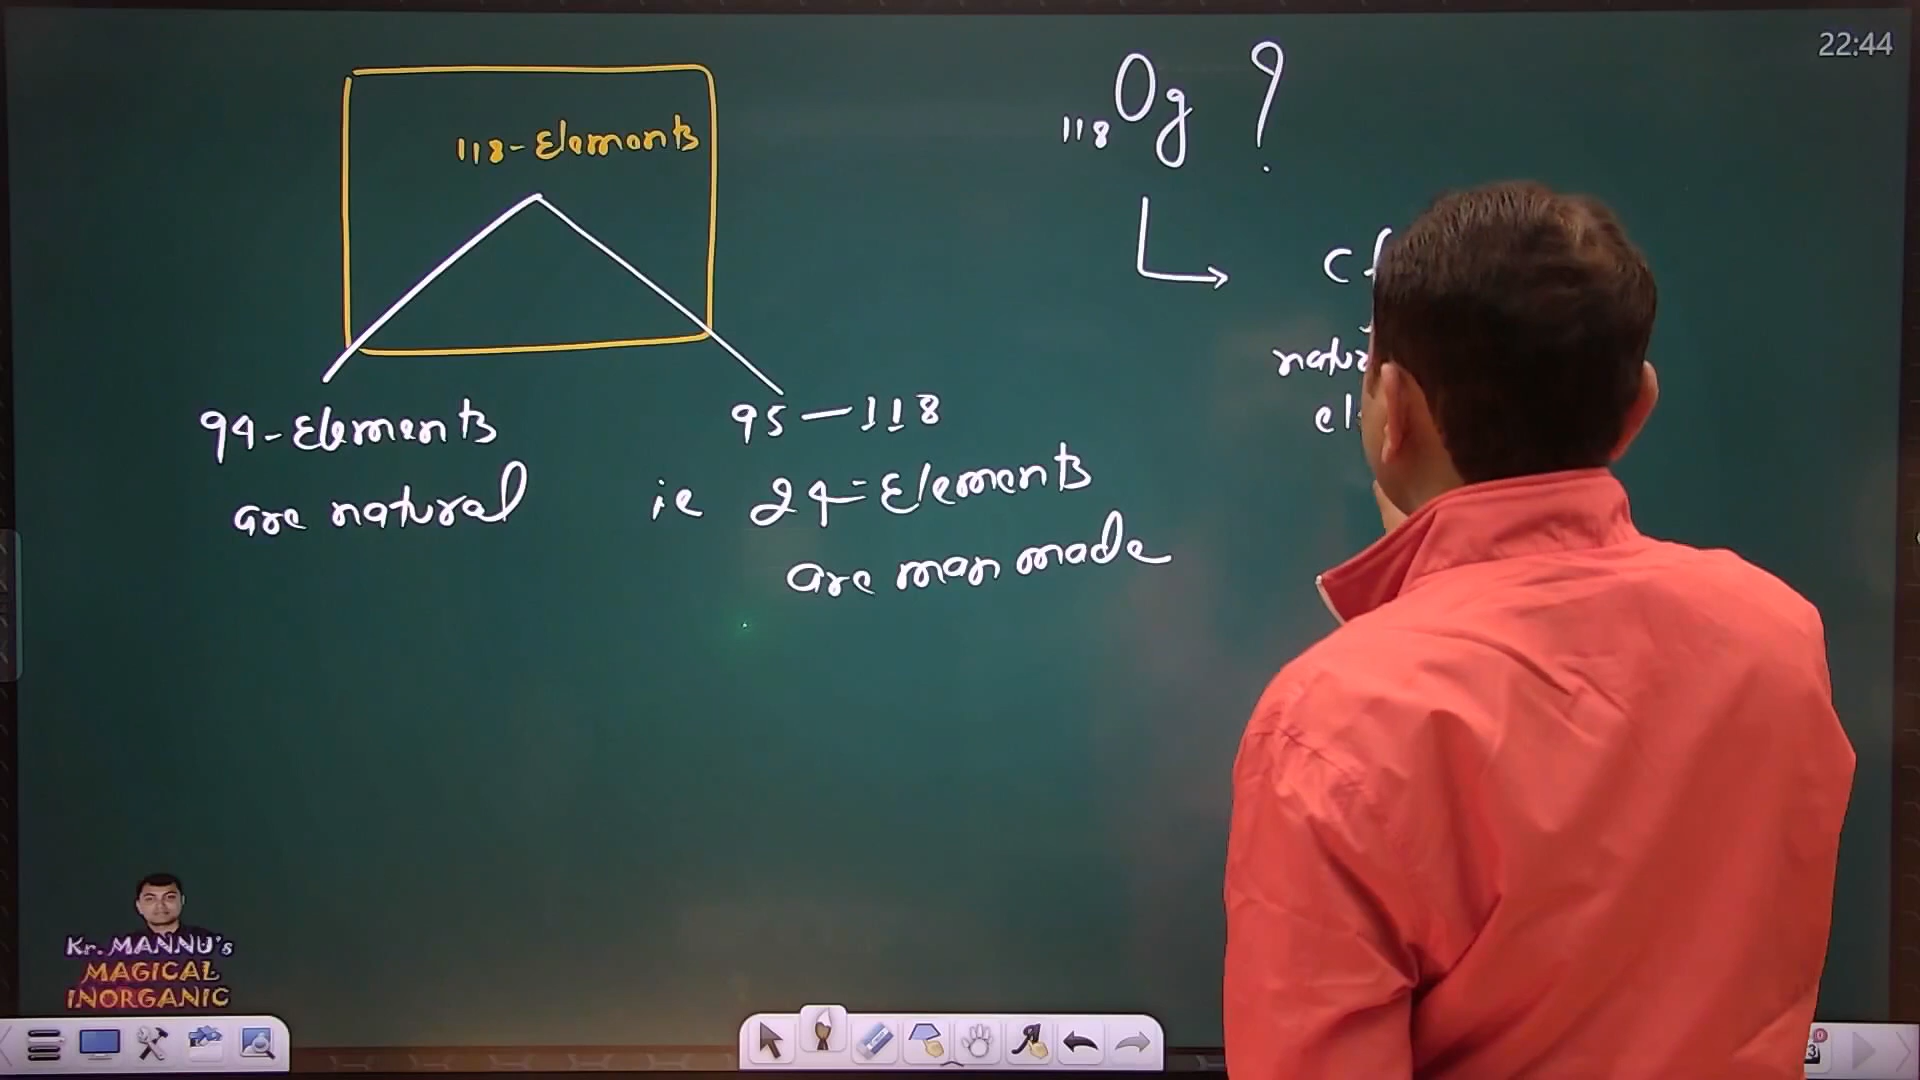 22:44
118-Elements
94-Elements
are natural
95-118
ie 24-Elements
are man made
118Og ?
Kr. MANNU's
MAGICAL
INORGANIC